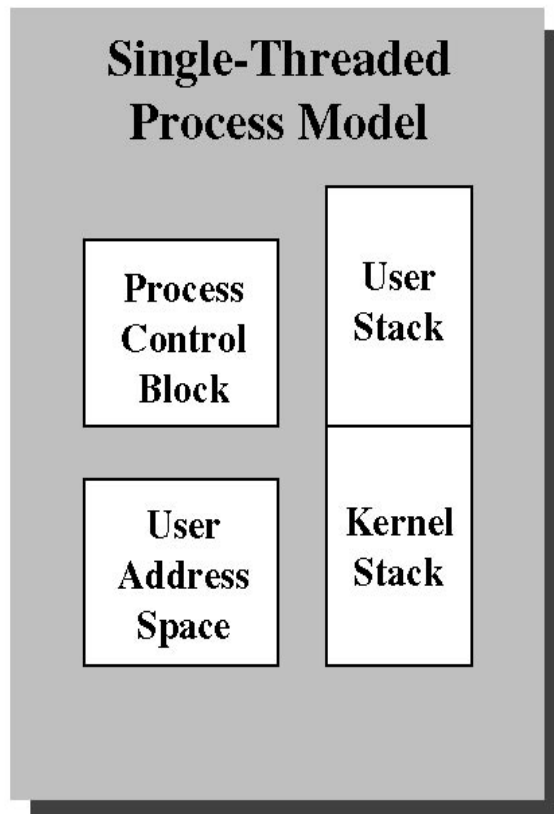 Single-Threaded
Process Model
Process
Control
Block
User
Stack
User
Address
Space
Kernel
Stack